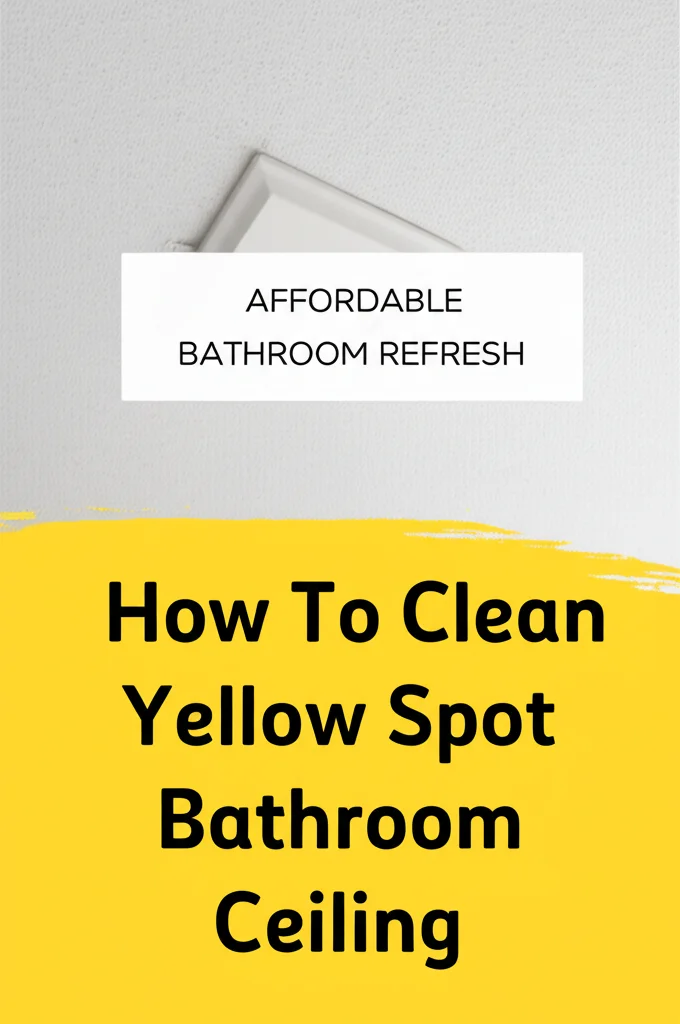 AFFORDABLE
BATHROOM REFRESH
How To Clean
Yellow Spot
Bathroom
Ceiling